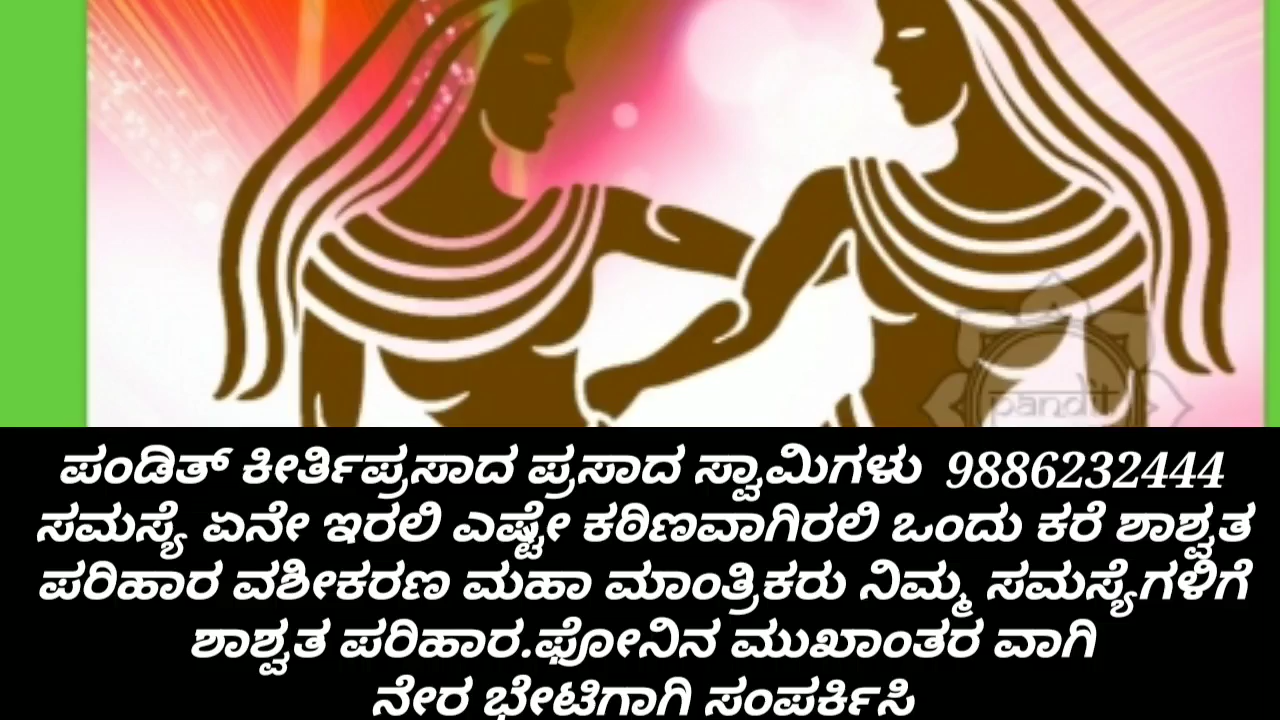 pandit
ಪಂಡಿತ್ ಕೀರ್ತಿಪ್ರಸಾದ ಪ್ರಸಾದ ಸ್ವಾಮಿಗಳು 9886232444
ಸಮಸ್ಯೆ ಏನೇ ಇರಲಿ ಎಷ್ಟೇ ಕಠಿಣವಾಗಿರಲಿ ಒಂದು ಕರೆ ಶಾಶ್ವತ
ಪರಿಹಾರ ವಶೀಕರಣ ಮಹಾ ಮಾಂತ್ರಿಕರು ನಿಮ್ಮ ಸಮಸ್ಯೆಗಳಿಗೆ
ಶಾಶ್ವತ ಪರಿಹಾರ.ಫೋನಿನ ಮುಖಾಂತರ ವಾಗಿ
ನೇರ ಭೇಟಿಗಾಗಿ ಸಂಪರ್ಕಿಸಿ